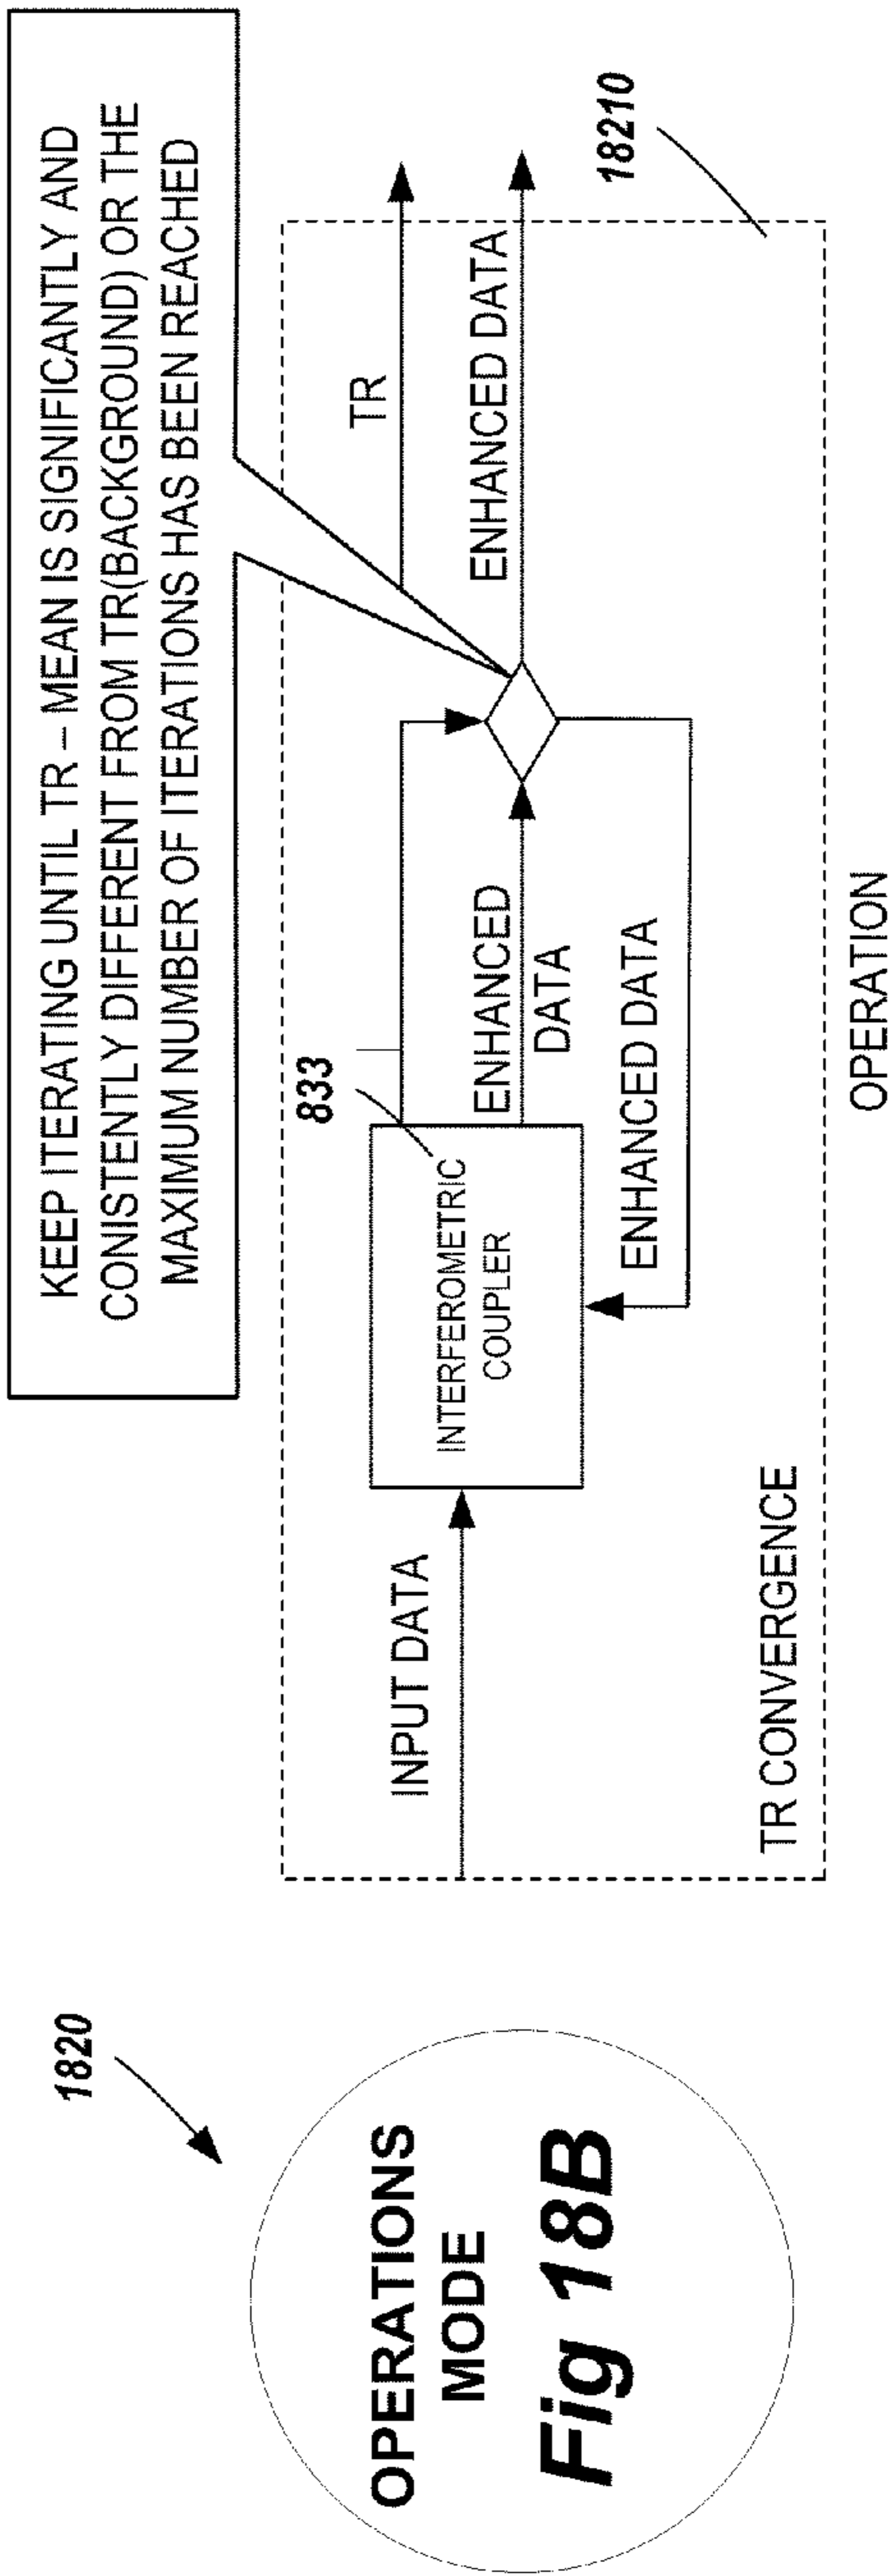 KEEP ITERATING UNTIL TR – MEAN IS SIGNIFICANTLY AND
CONISTENTLY DIFFERENT FROM TR(BACKGROUND) OR THE
MAXIMUM NUMBER OF ITERATIONS HAS BEEN REACHED
1820
OPERATIONS
MODE
Fig 18B
INPUT DATA
INTERFEROMETRIC
COUPLER
833
ENHANCED
DATA
ENHANCED DATA
TR
ENHANCED DATA
18210
TR CONVERGENCE
OPERATION